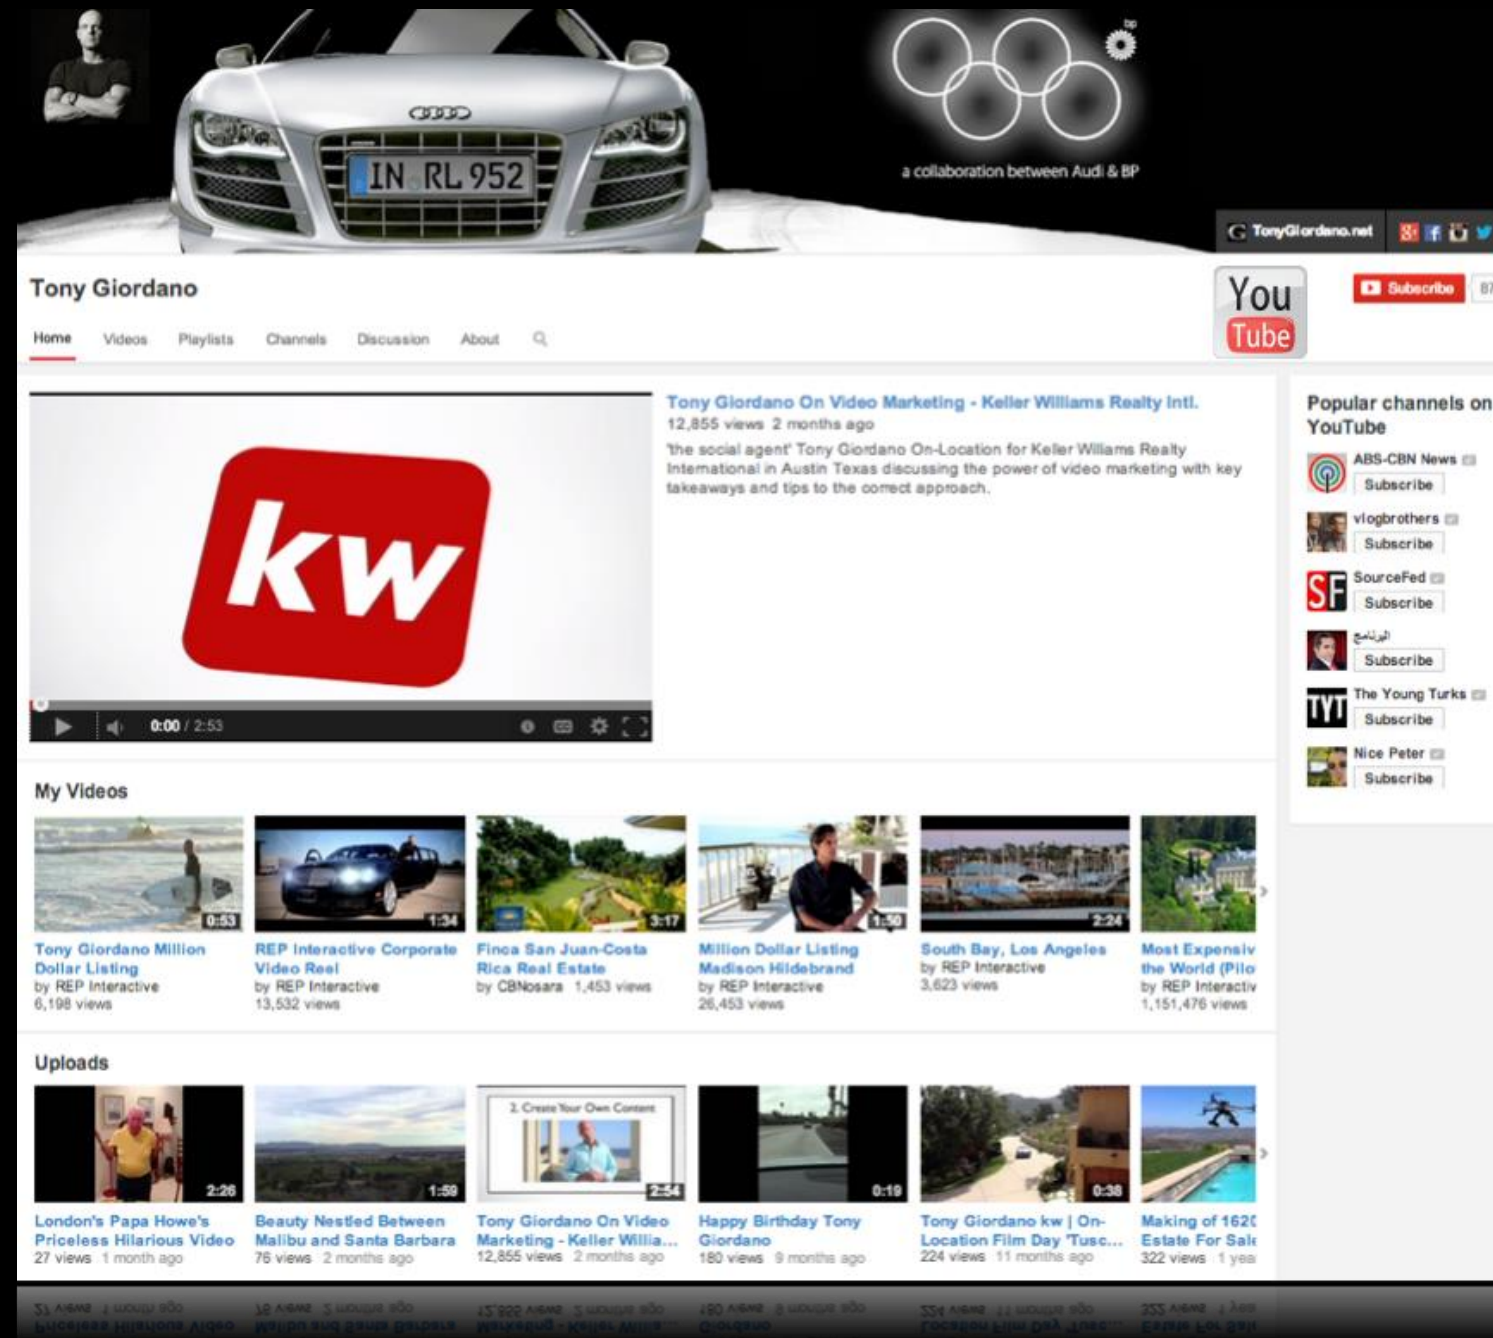 bp
IN RL 952
a collaboration between Audi & BP
TonyGiordano.net
Tony Giordano
You
Tube
Subscribe 87
Home Videos Playlists Channels Discussion About
kw
0:00 / 2:53
Tony Giordano On Video Marketing - Keller Williams Realty Intl.
12,855 views 2 months ago
'the social agent' Tony Giordano On-Location for Keller Williams Realty
International in Austin Texas discussing the power of video marketing with key
takeaways and tips to the correct approach.
Popular channels on
YouTube
ABS-CBN News
Subscribe
vlogbrothers
Subscribe
SF
SourceFed
Subscribe
البرنامج
Subscribe
TYT
The Young Turks
Subscribe
Nice Peter
Subscribe
My Videos
0:53
Tony Giordano Million
Dollar Listing
by REP Interactive
6,198 views
1:34
REP Interactive Corporate
Video Reel
by REP Interactive
13,532 views
3:17
Finca San Juan-Costa
Rica Real Estate
by CBNosara 1,453 views
1:50
Million Dollar Listing
Madison Hildebrand
by REP Interactive
26,453 views
2:24
South Bay, Los Angeles
by REP Interactive
3,623 views
Most Expensiv
the World (Pilo
by REP Interactiv
1,151,476 views
Uploads
2:26
London's Papa Howe's
Priceless Hilarious Video
27 views 1 month ago
1:59
Beauty Nestled Between
Malibu and Santa Barbara
76 views 2 months ago
2. Create Your Own Content
2:54
Tony Giordano On Video
Marketing - Keller Willia...
12,855 views 2 months ago
0:19
Happy Birthday Tony
Giordano
180 views 9 months ago
0:38
Tony Giordano kw | On-
Location Film Day 'Tusc...
224 views 11 months ago
Making of 1620
Estate For Sale
322 views 1 yea